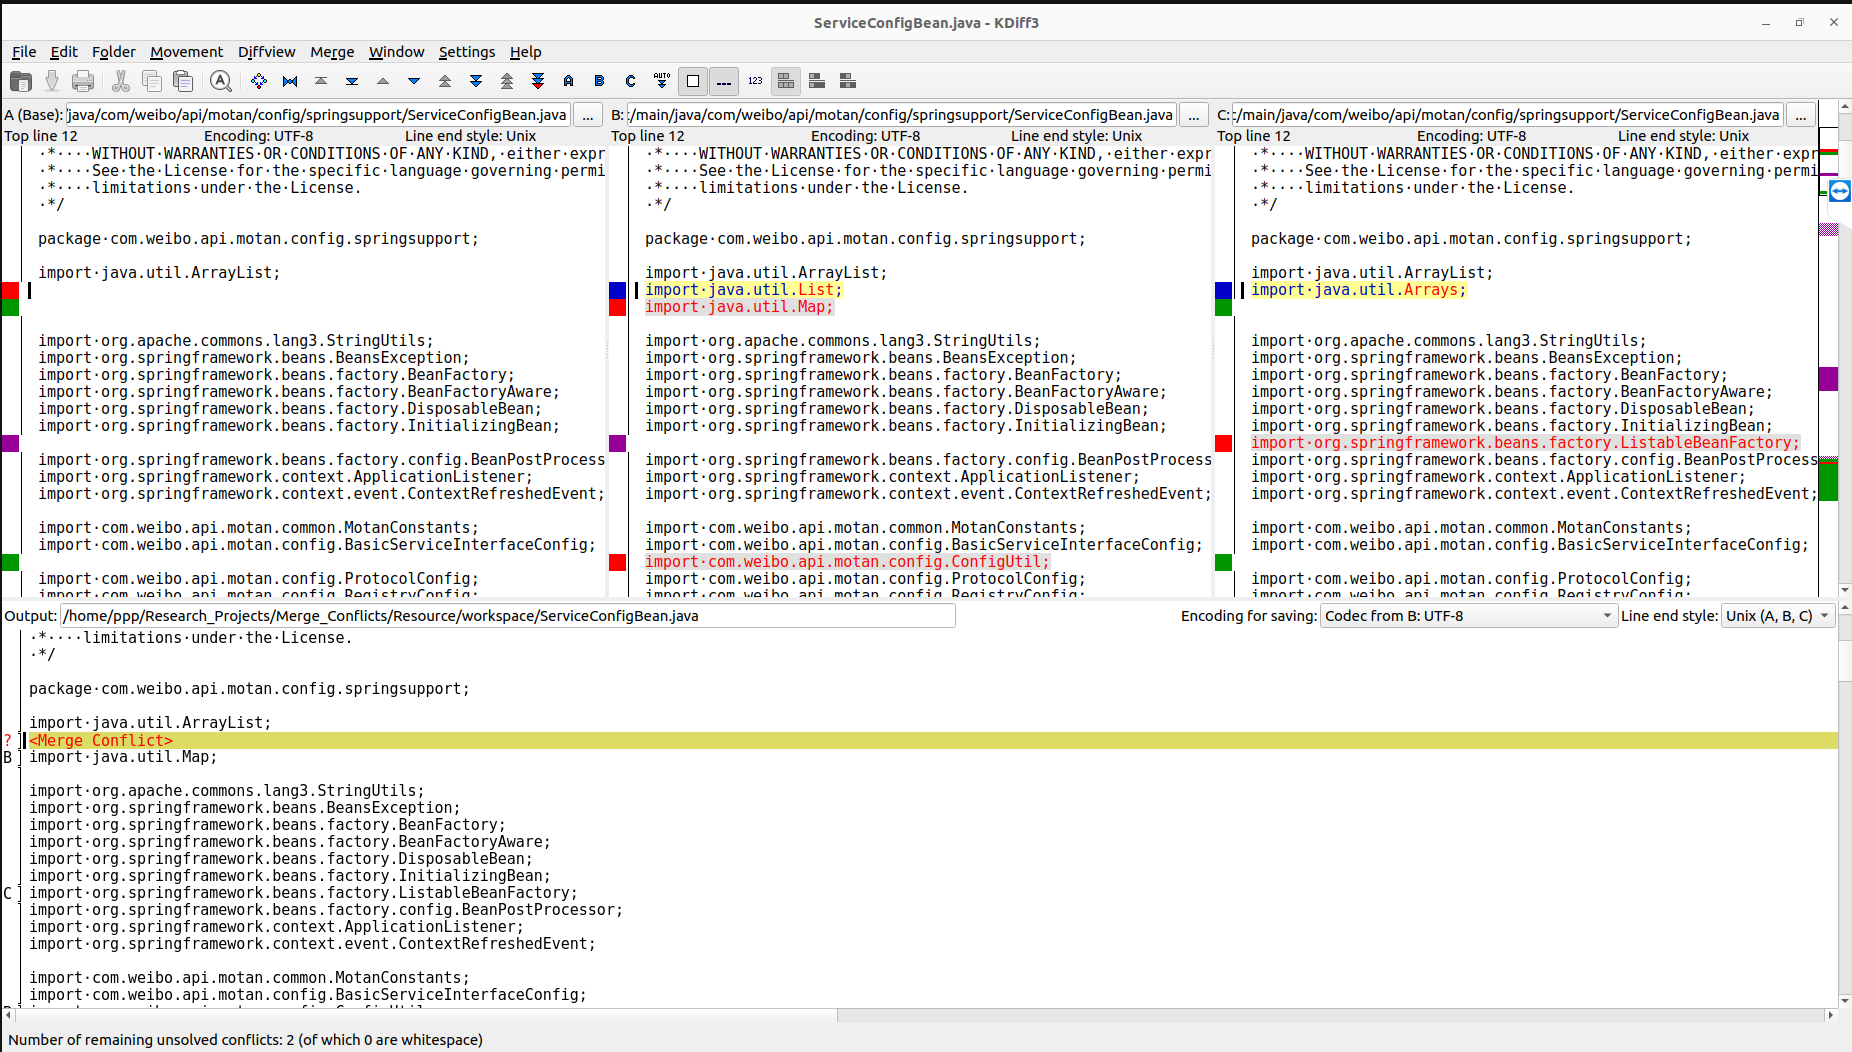 ServiceConfigBean.java - KDiff3
File Edit Folder Movement Diffview Merge Window Settings Help
A B C AUTO 123
A (Base): java/com/weibo/api/motan/config/springsupport/ServiceConfigBean.java ...
Top line 12 Encoding: UTF-8 Line end style: Unix
·*····WITHOUT·WARRANTIES·OR·CONDITIONS·OF·ANY·KIND,·either·expr
·*····See·the·License·for·the·specific·language·governing·permi
·*····limitations·under·the·License.
·*/
package·com.weibo.api.motan.config.springsupport;
import·java.util.ArrayList;
import·org.apache.commons.lang3.StringUtils;
import·org.springframework.beans.BeansException;
import·org.springframework.beans.factory.BeanFactory;
import·org.springframework.beans.factory.BeanFactoryAware;
import·org.springframework.beans.factory.DisposableBean;
import·org.springframework.beans.factory.InitializingBean;
import·org.springframework.beans.factory.config.BeanPostProcess
import·org.springframework.context.ApplicationListener;
import·org.springframework.context.event.ContextRefreshedEvent;
import·com.weibo.api.motan.common.MotanConstants;
import·com.weibo.api.motan.config.BasicServiceInterfaceConfig;
import·com.weibo.api.motan.config.ProtocolConfig;
import·com.weibo.api.motan.config.RegistryConfig;
B: :/main/java/com/weibo/api/motan/config/springsupport/ServiceConfigBean.java ...
Top line 12 Encoding: UTF-8 Line end style: Unix
·*····WITHOUT·WARRANTIES·OR·CONDITIONS·OF·ANY·KIND,·either·expr
·*····See·the·License·for·the·specific·language·governing·permi
·*····limitations·under·the·License.
·*/
package·com.weibo.api.motan.config.springsupport;
import·java.util.ArrayList;
import·java.util.List;
import·java.util.Map;
import·org.apache.commons.lang3.StringUtils;
import·org.springframework.beans.BeansException;
import·org.springframework.beans.factory.BeanFactory;
import·org.springframework.beans.factory.BeanFactoryAware;
import·org.springframework.beans.factory.DisposableBean;
import·org.springframework.beans.factory.InitializingBean;
import·org.springframework.beans.factory.config.BeanPostProcess
import·org.springframework.context.ApplicationListener;
import·org.springframework.context.event.ContextRefreshedEvent;
import·com.weibo.api.motan.common.MotanConstants;
import·com.weibo.api.motan.config.BasicServiceInterfaceConfig;
import·com.weibo.api.motan.config.ConfigUtil;
import·com.weibo.api.motan.config.ProtocolConfig;
import·com.weibo.api.motan.config.RegistryConfig;
C: :/main/java/com/weibo/api/motan/config/springsupport/ServiceConfigBean.java ...
Top line 12 Encoding: UTF-8 Line end style: Unix
·*····WITHOUT·WARRANTIES·OR·CONDITIONS·OF·ANY·KIND,·either·expr
·*····See·the·License·for·the·specific·language·governing·permi
·*····limitations·under·the·License.
·*/
package·com.weibo.api.motan.config.springsupport;
import·java.util.ArrayList;
import·java.util.Arrays;
import·org.apache.commons.lang3.StringUtils;
import·org.springframework.beans.BeansException;
import·org.springframework.beans.factory.BeanFactory;
import·org.springframework.beans.factory.BeanFactoryAware;
import·org.springframework.beans.factory.DisposableBean;
import·org.springframework.beans.factory.InitializingBean;
import·org.springframework.beans.factory.ListableBeanFactory;
import·org.springframework.beans.factory.config.BeanPostProcess
import·org.springframework.context.ApplicationListener;
import·org.springframework.context.event.ContextRefreshedEvent;
import·com.weibo.api.motan.common.MotanConstants;
import·com.weibo.api.motan.config.BasicServiceInterfaceConfig;
import·com.weibo.api.motan.config.ProtocolConfig;
import·com.weibo.api.motan.config.RegistryConfig;
Output: /home/ppp/Research_Projects/Merge_Conflicts/Resource/workspace/ServiceConfigBean.java Encoding for saving: Codec from B: UTF-8 Line end style: Unix (A, B, C)
·*····limitations·under·the·License.
·*/
package·com.weibo.api.motan.config.springsupport;
import·java.util.ArrayList;
? <Merge Conflict>
B import·java.util.Map;
import·org.apache.commons.lang3.StringUtils;
import·org.springframework.beans.BeansException;
import·org.springframework.beans.factory.BeanFactory;
import·org.springframework.beans.factory.BeanFactoryAware;
import·org.springframework.beans.factory.DisposableBean;
import·org.springframework.beans.factory.InitializingBean;
C import·org.springframework.beans.factory.ListableBeanFactory;
import·org.springframework.beans.factory.config.BeanPostProcessor;
import·org.springframework.context.ApplicationListener;
import·org.springframework.context.event.ContextRefreshedEvent;
import·com.weibo.api.motan.common.MotanConstants;
import·com.weibo.api.motan.config.BasicServiceInterfaceConfig;
Number of remaining unsolved conflicts: 2 (of which 0 are whitespace)